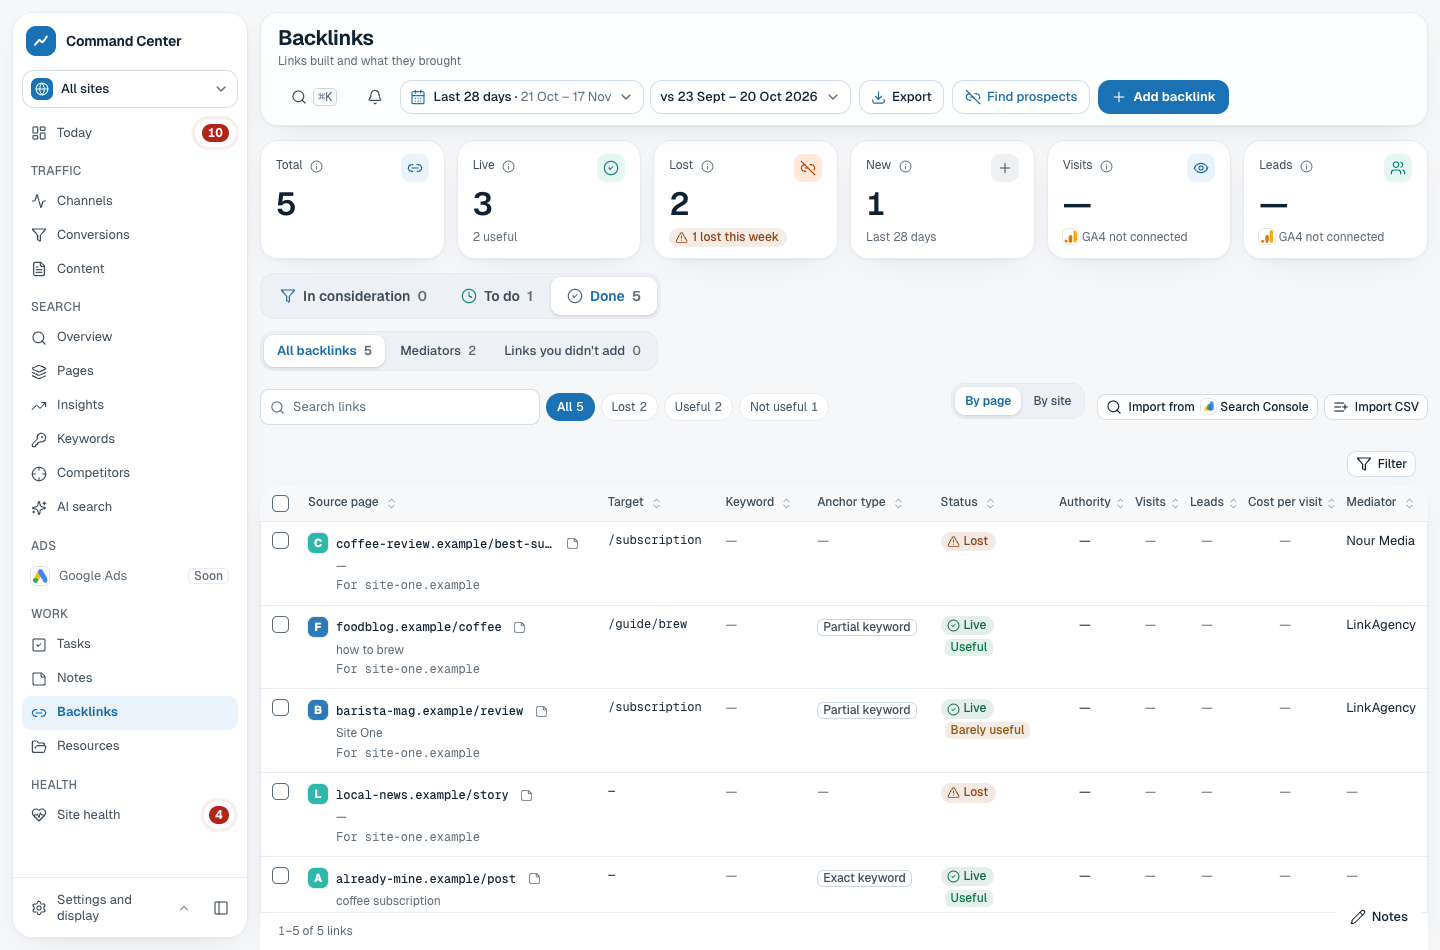 Command Center
All sites
Today 10
TRAFFIC
Channels
Conversions
Content
SEARCH
Overview
Pages
Insights
Keywords
Competitors
AI search
ADS
Google Ads Soon
WORK
Tasks
Notes
Backlinks
Resources
HEALTH
Site health 4
Settings and
display
Backlinks
Links built and what they brought
⌘K
Last 28 days · 21 Oct – 17 Nov
vs 23 Sept – 20 Oct 2026
Export
Find prospects
Add backlink
Total
5
Live
3
2 useful
Lost
2
1 lost this week
New
1
Last 28 days
Visits
—
GA4 not connected
Leads
—
GA4 not connected
In consideration 0 To do 1 Done 5
All backlinks 5 Mediators 2 Links you didn't add 0
Search links
All 5 Lost 2 Useful 2 Not useful 1
By page By site
Import from Search Console
Import CSV
Filter
Source page Target Keyword Anchor type Status Authority Visits Leads Cost per visit Mediator
C coffee-review.example/best-su… /subscription — — Lost — — — — Nour Media
—
For site-one.example
F foodblog.example/coffee /guide/brew — Partial keyword Live — — — — LinkAgency
how to brew Useful
For site-one.example
B barista-mag.example/review /subscription — Partial keyword Live — — — — LinkAgency
Site One Barely useful
For site-one.example
L local-news.example/story – — — Lost — — — — —
—
For site-one.example
A already-mine.example/post – — Exact keyword Live — — — — —
coffee subscription Useful
1–5 of 5 links
Notes